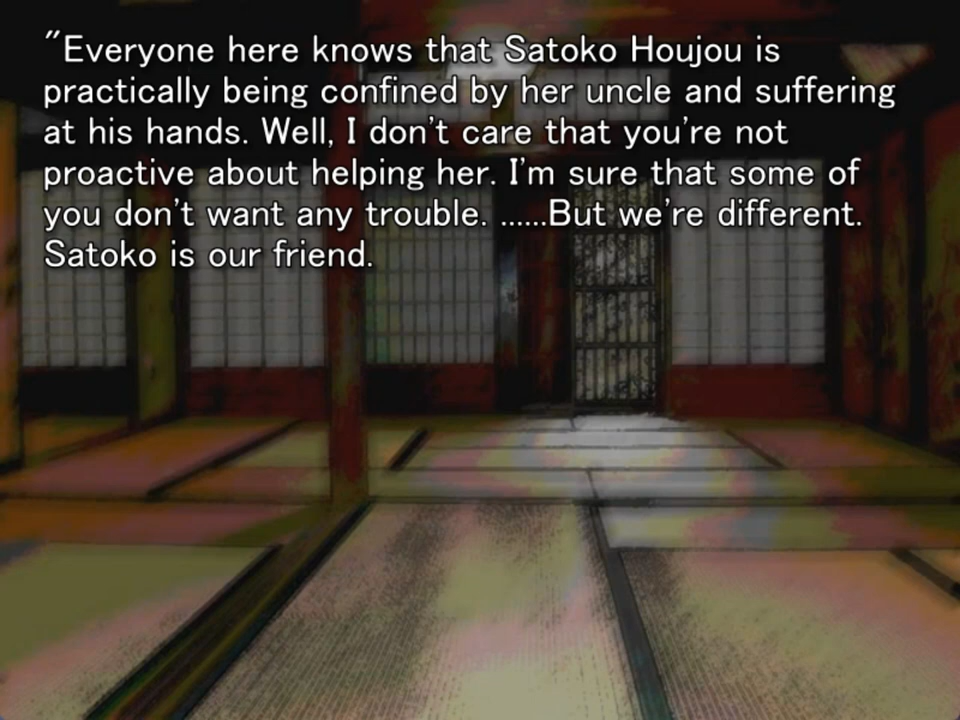 "Everyone here knows that Satoko Houjou is
practically being confined by her uncle and suffering
at his hands. Well, I don't care that you're not
proactive about helping her. I'm sure that some of
you don't want any trouble. ......But we're different.
Satoko is our friend.